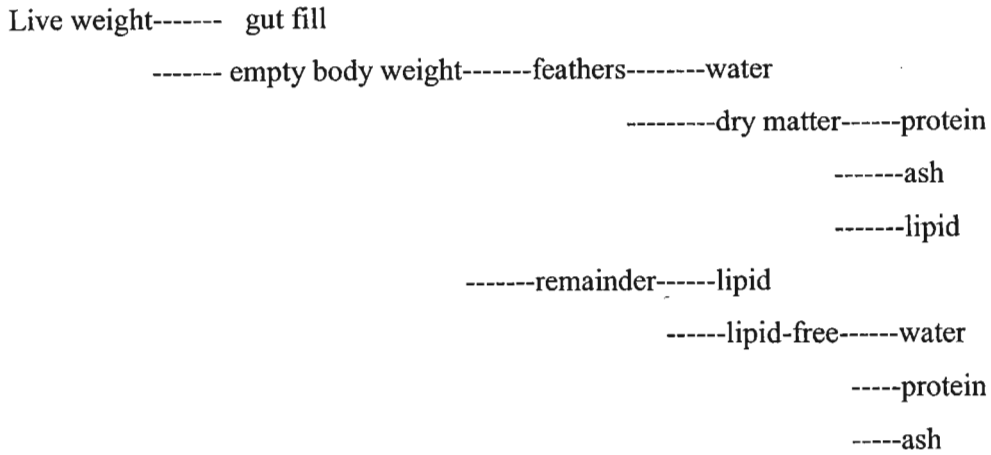 Live weight------- gut fill
------- empty body weight-------feathers--------water
---------dry matter------protein
-------ash
-------lipid
-------remainder------lipid
------lipid-free------water
-----protein
-----ash